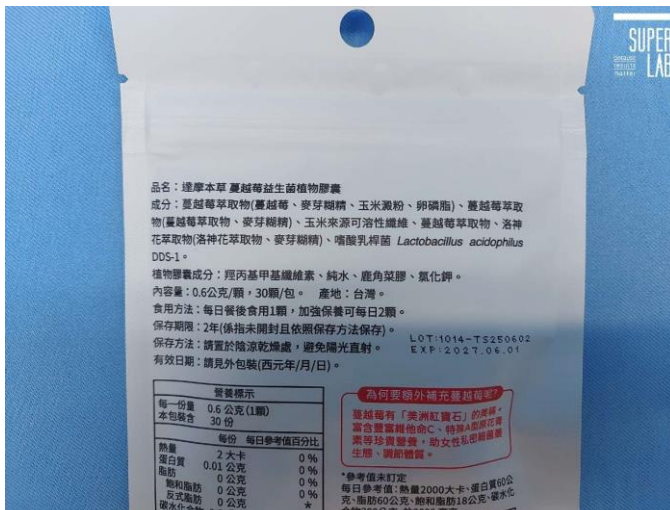 SUPER
LAB
because
results
matter
品名：達摩本草 蔓越莓益生菌植物膠囊
成分：蔓越莓萃取物(蔓越莓、麥芽糊精、玉米澱粉、卵磷脂)、蔓越莓萃取
物(蔓越莓萃取物、麥芽糊精)、玉米來源可溶性纖維、蔓越莓萃取物、洛神
花萃取物(洛神花萃取物、麥芽糊精)、嗜酸乳桿菌 Lactobacillus acidophilus
DDS-1。
植物膠囊成分：羥丙基甲基纖維素、純水、鹿角菜膠、氯化鉀。
內容量：0.6公克/顆，30顆/包。 產地：台灣。
食用方法：每日餐後食用1顆，加強保養可每日2顆。
保存期限：2年(係指未開封且依照保存方法保存)。
保存方法：請置於陰涼乾燥處，避免陽光直射。
有效日期：請見外包裝(西元年/月/日)。
LOT:1014-TS250602
EXP:2027.06.01
營養標示
每一份量 0.6 公克(1顆)
本包裝含 30 份
每份 每日參考值百分比
熱量 2 大卡 0 %
蛋白質 0.01 公克 0 %
脂肪 0 公克 0 %
飽和脂肪 0 公克 0 %
反式脂肪 0 公克 *
為何要額外補充蔓越莓呢?
蔓越莓有「美洲紅寶石」的美稱，
富含豐富維他命C、特殊A型原花青
素等珍貴營養，助女性私密
生態、調節體質。
*參考值未訂定
每日參考值：熱量2000大卡、蛋白質60公
克、脂肪60公克、飽和脂肪18公克、碳水化